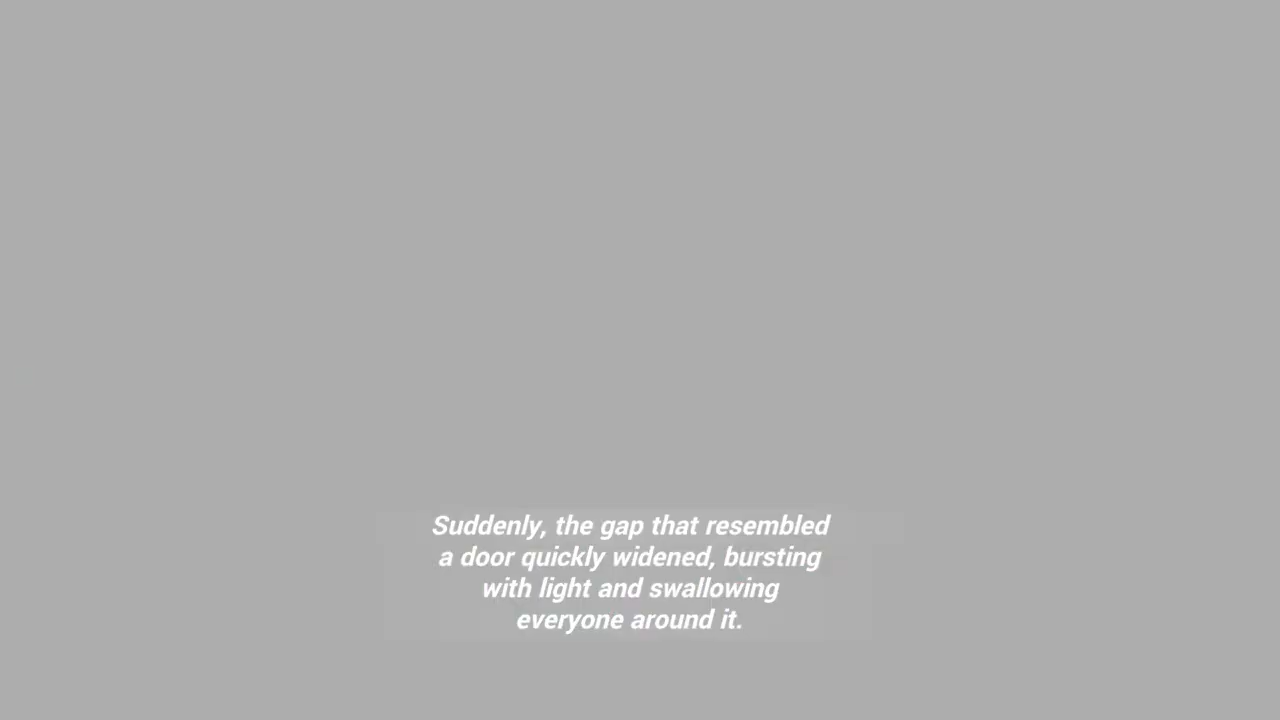 Suddenly, the gap that resembled
a door quickly widened, bursting
with light and swallowing
everyone around it.